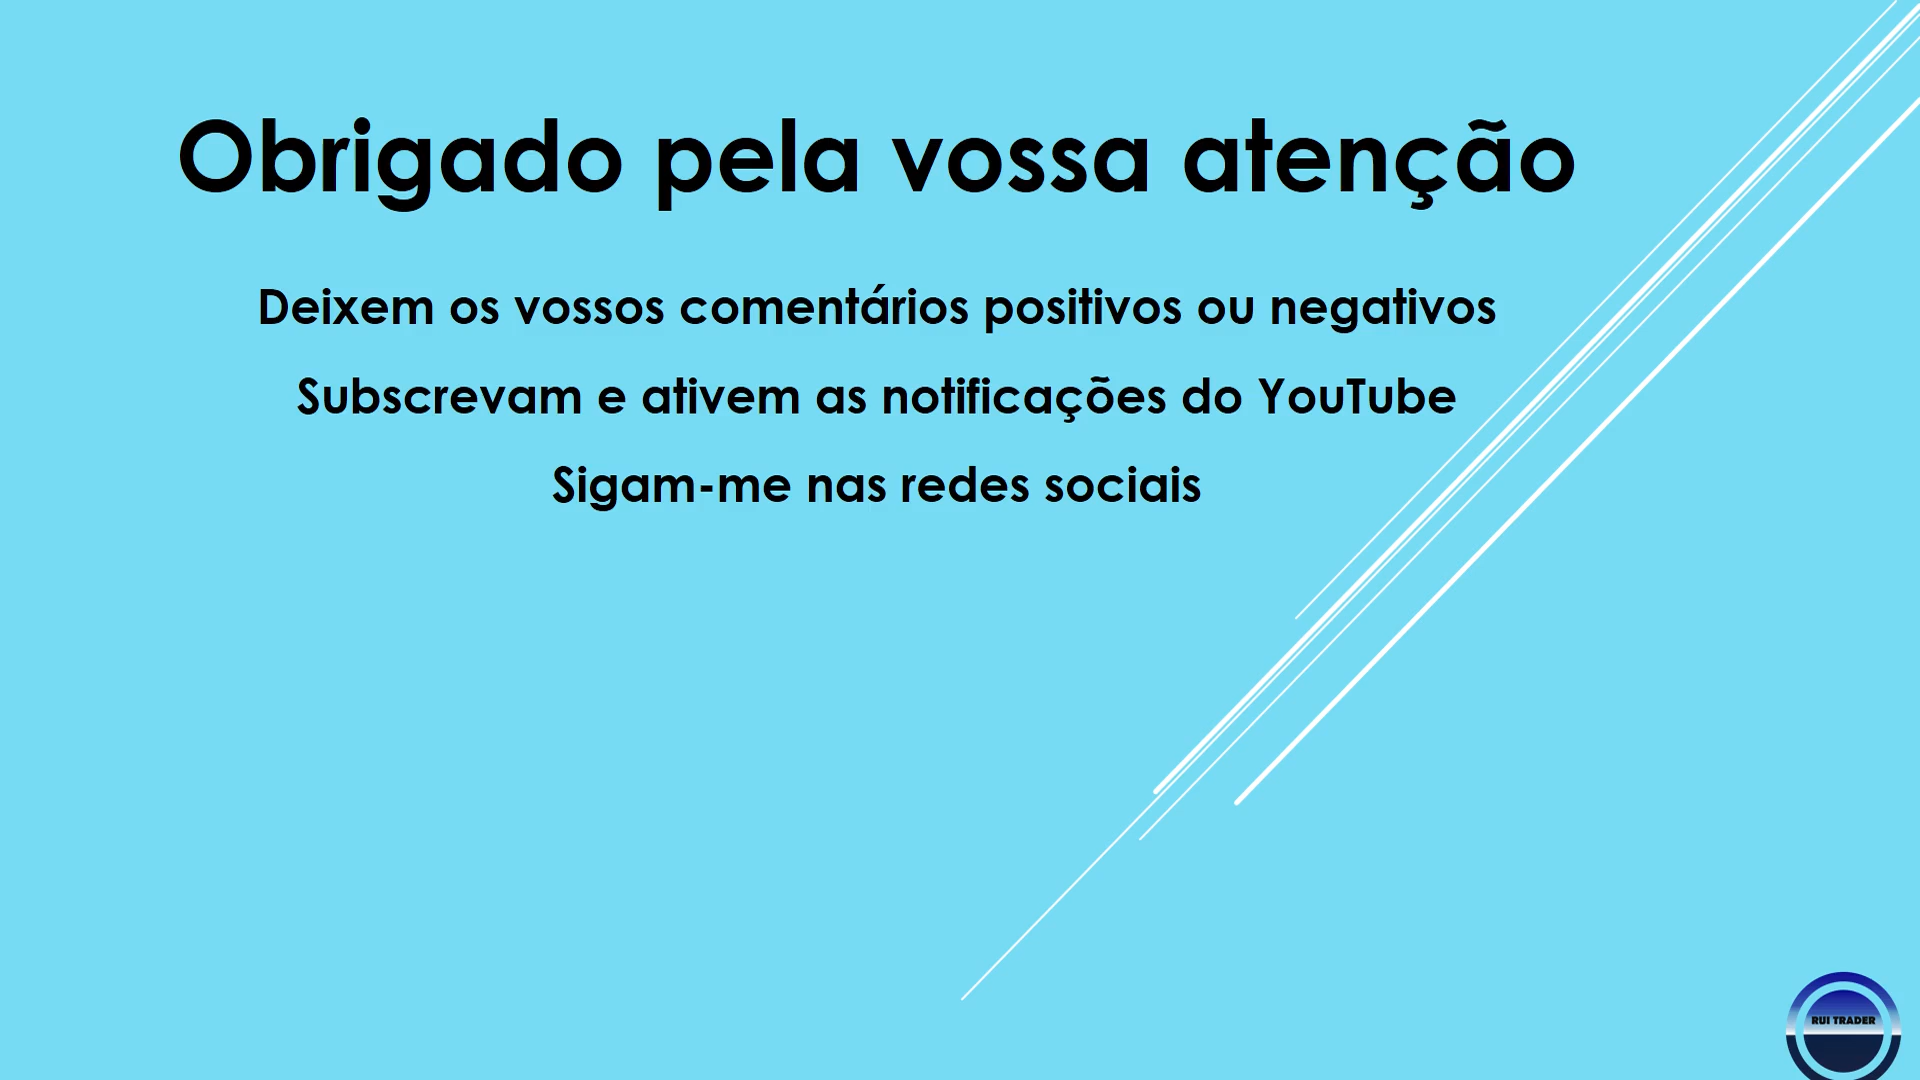 Obrigado pela vossa atenção
Deixem os vossos comentários positivos ou negativos
Subscrevam e ativem as notificações do YouTube
Sigam-me nas redes sociais
RUI TRADER